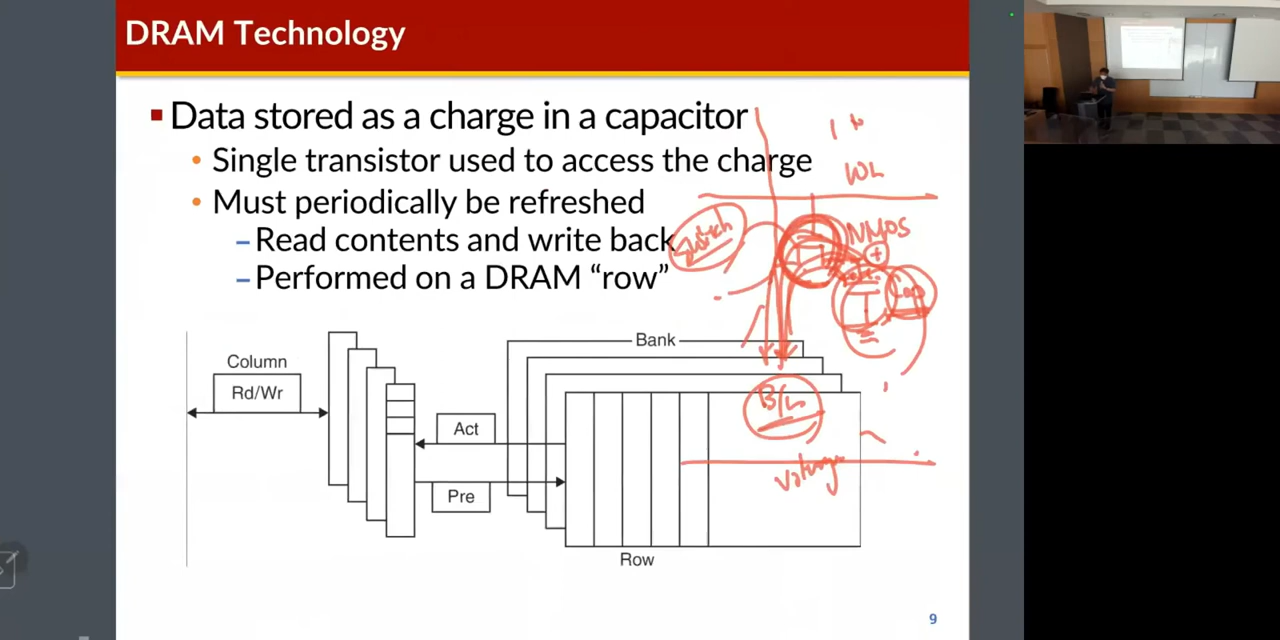 DRAM Technology
Data stored as a charge in a capacitor
Single transistor used to access the charge
Must periodically be refreshed
–Read contents and write back
–Performed on a DRAM “row”
WL
Switch
NMOS
+
Cap
B/L
Voltage
Bank
Column
Rd/Wr
Act
Pre
Row
9